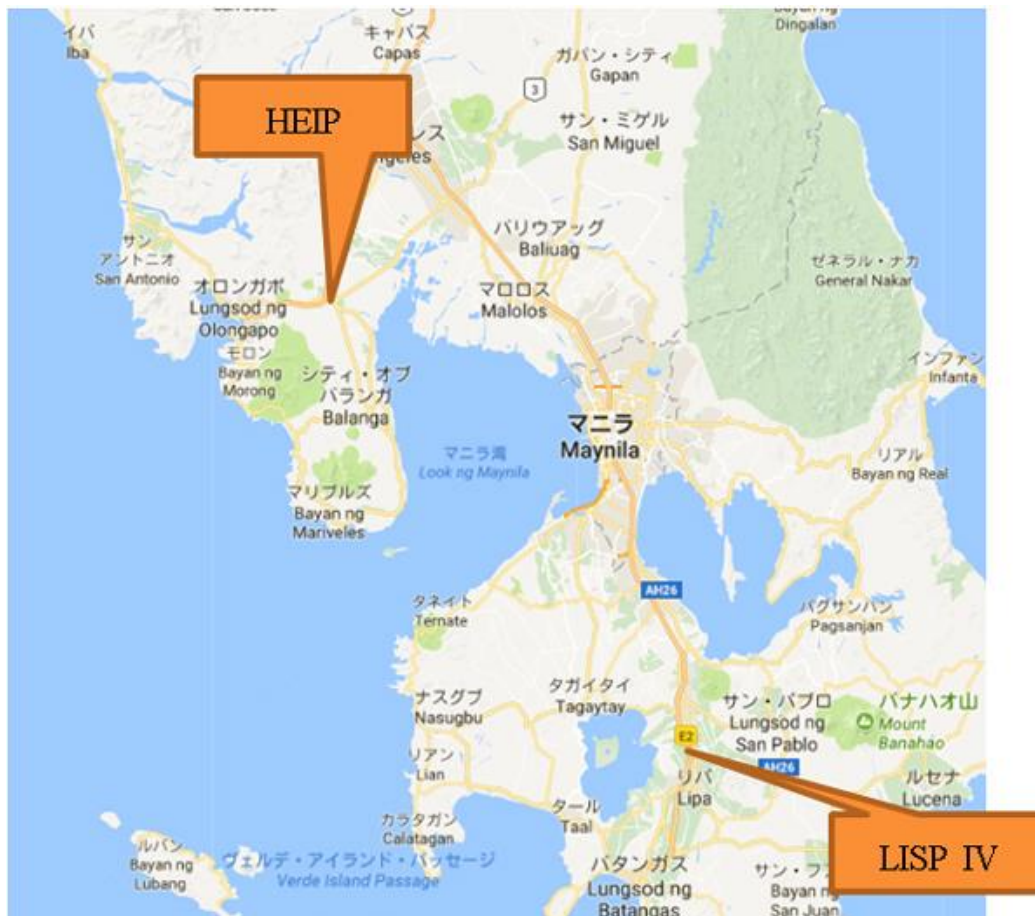 イバ
Iba
キャパス
Capas
Bayan ng
Dingalan
ガパン・シティ
Gapan
3
HEIP
レス
ngeles
サン・ミゲル
San Miguel
サン
アントニオ
San Antonio
バリウアッグ
Baliuag
ゼネラル・ナカ
General Nakar
オロンガポ
Lungsod ng
Olongapo
マロロス
Malolos
モロン
Bayan ng
Morong
シティ・オブ
バランガ
Balanga
インファン
Infanta
マニラ
Maynila
マニラ湾
Look ng Maynila
リアル
Bayan ng Real
マリブルズ
Bayan ng
Mariveles
AH26
タネイト
Ternate
パグサンハン
Pagsanjan
ナスグブ
Nasugbu
タガイタイ
Tagaytay
サン・パブロ
Lungsod ng
San Pablo
バナハオ山
Mount
Banahao
E2
リアン
Lian
AH26
リパ
Lipa
ルセナ
Lucena
カラタガン
Calatagan
タール
Taal
ルバン
Bayan ng
Lubang
ヴェルデ・アイランド・パッセージ
Verde Island Passage
バタンガス
Lungsod ng
Batangas
LISP IV
サン・フ
Bayan n
San Juan